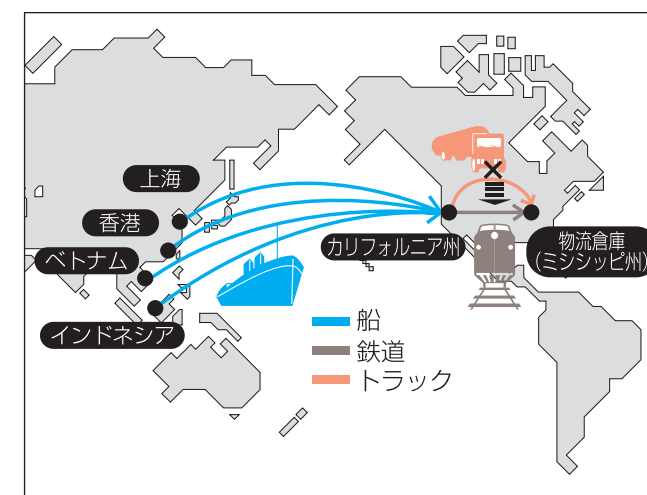 上海
香港
ベトナム
インドネシア
カリフォルニア州
物流倉庫
(ミシシッピ州)
船
鉄道
トラック